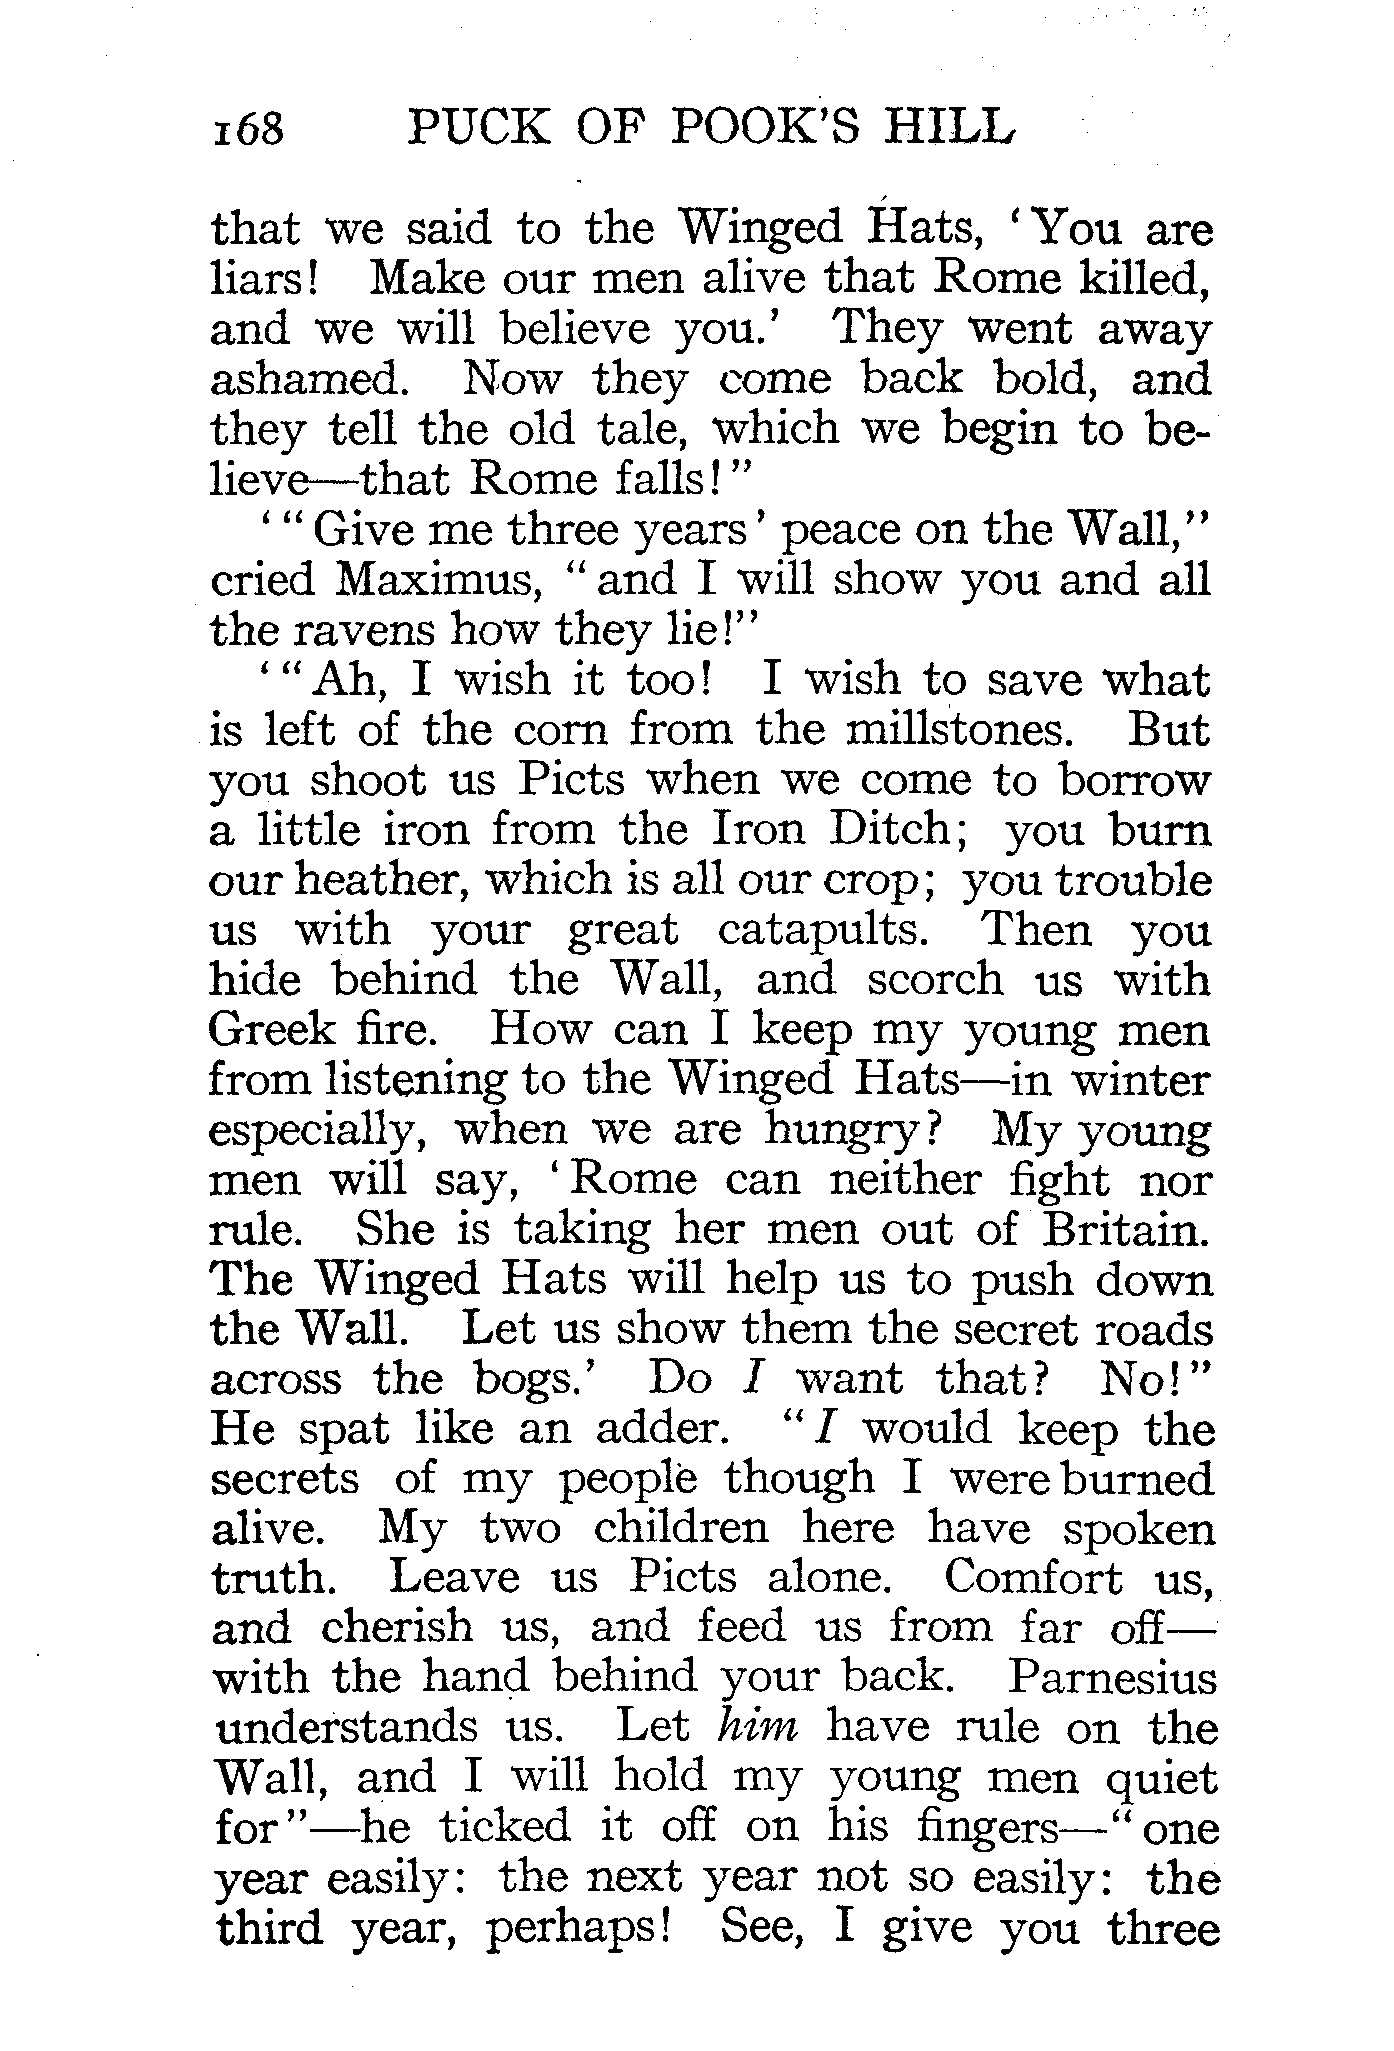 168 PUCK OF POOK'S HILL
that we said to the Winged Hats, ‘You are
liars! Make our men alive that Rome killed,
and we will believe you.’ They went away
ashamed. Now they come back bold, and
they tell the old tale, which we begin to be-
lieve—that Rome falls!”
‘“Give me three years’ peace on the Wall,”
cried Maximus, “and I will show you and all
the ravens how they lie!”
‘“Ah, I wish it too! I wish to save what
is left of the corn from the millstones. But
you shoot us Picts when we come to borrow
a little iron from the Iron Ditch; you burn
our heather, which is all our crop; you trouble
us with your great catapults. Then you
hide behind the Wall, and scorch us with
Greek fire. How can I keep my young men
from listening to the Winged Hats—in winter
especially, when we are hungry? My young
men will say, ‘Rome can neither fight nor
rule. She is taking her men out of Britain.
The Winged Hats will help us to push down
the Wall. Let us show them the secret roads
across the bogs.’ Do I want that? No!”
He spat like an adder. “I would keep the
secrets of my people though I were burned
alive. My two children here have spoken
truth. Leave us Picts alone. Comfort us,
and cherish us, and feed us from far off—
with the hand behind your back. Parnesius
understands us. Let him have rule on the
Wall, and I will hold my young men quiet
for”—he ticked it off on his fingers—“one
year easily: the next year not so easily: the
third year, perhaps! See, I give you three